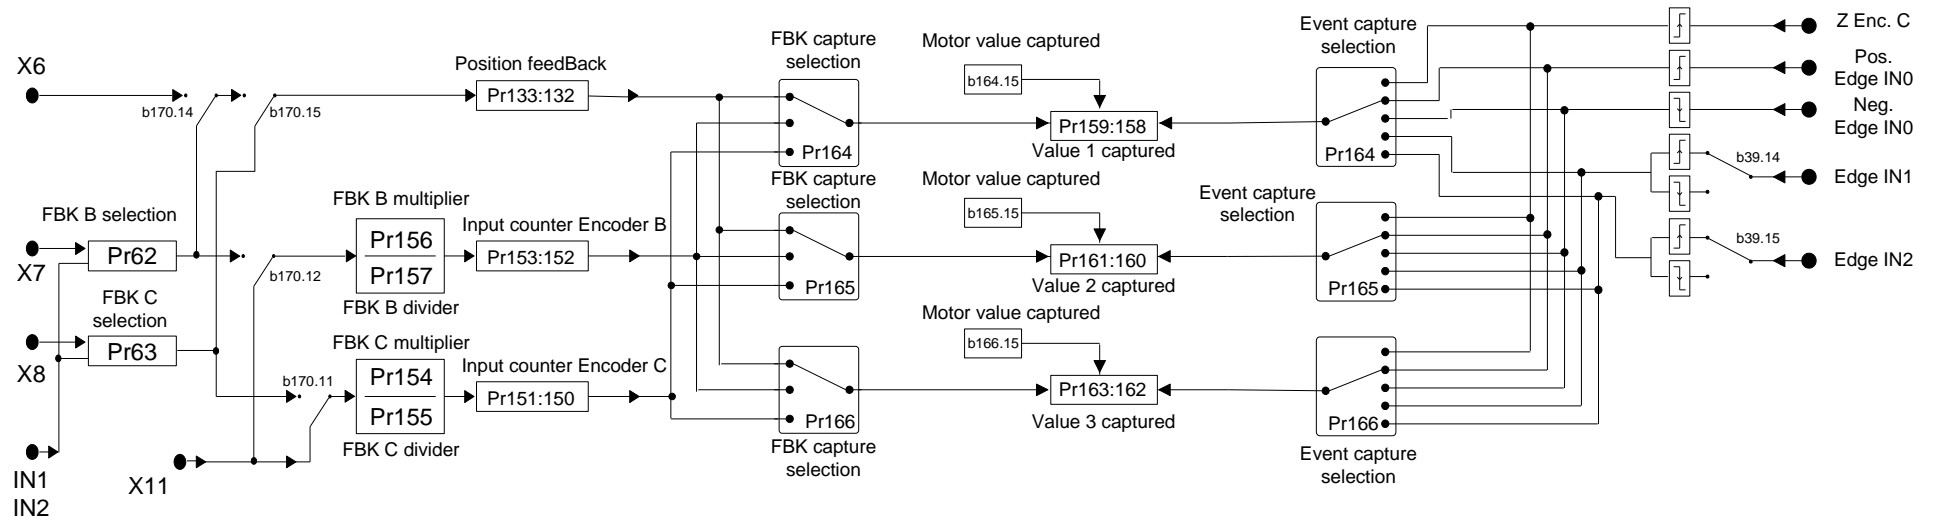 X6
b170.14
b170.15
Position feedBack
Pr133:132
FBK B selection
X7
Pr62
FBK C
selection
X8
Pr63
IN1
IN2
X11
b170.12
b170.11
FBK B multiplier
Pr156
Pr157
FBK B divider
Input counter Encoder B
Pr153:152
FBK C multiplier
Pr154
Pr155
FBK C divider
Input counter Encoder C
Pr151:150
FBK capture
selection
Pr164
FBK capture
selection
Pr165
Pr166
FBK capture
selection
Motor value captured
b164.15
Pr159:158
Value 1 captured
Motor value captured
b165.15
Pr161:160
Value 2 captured
Motor value captured
b166.15
Pr163:162
Value 3 captured
Event capture
selection
Pr164
Event capture
selection
Pr165
Pr166
Event capture
selection
Z Enc. C
Pos.
Edge IN0
Neg.
Edge IN0
b39.14
Edge IN1
b39.15
Edge IN2